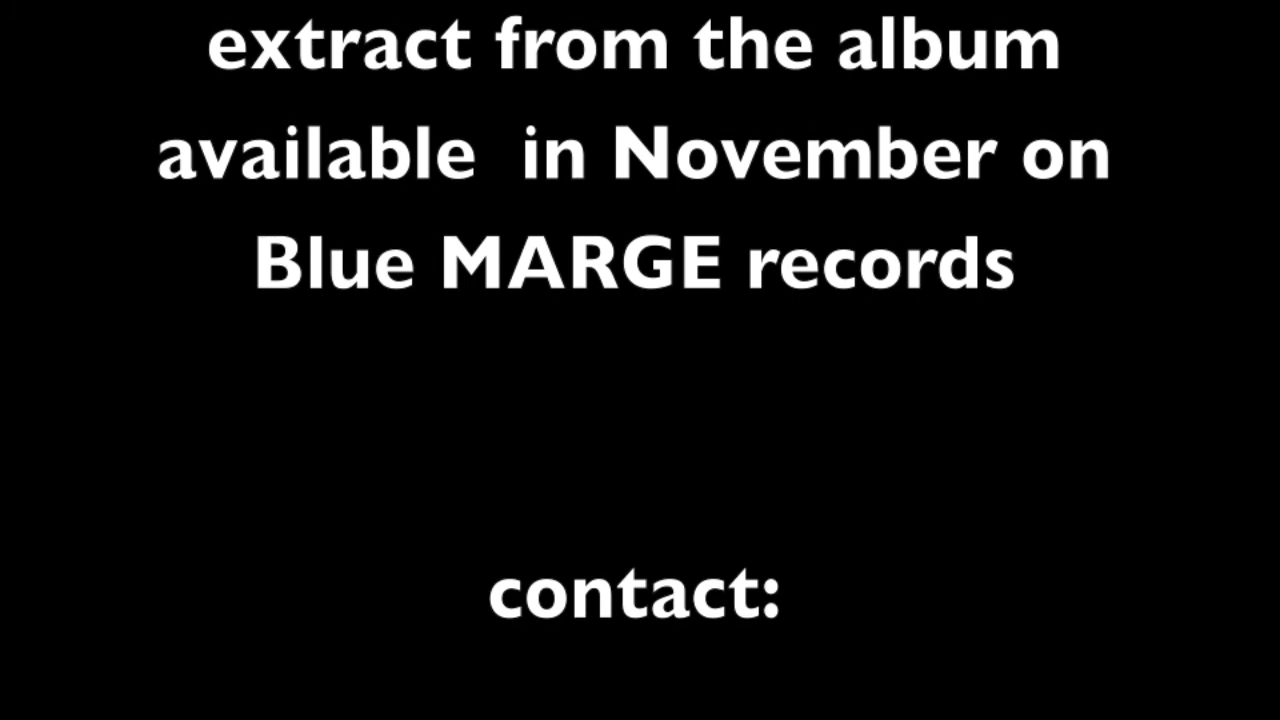 extract from the album
available  in November on
Blue MARGE records
contact: